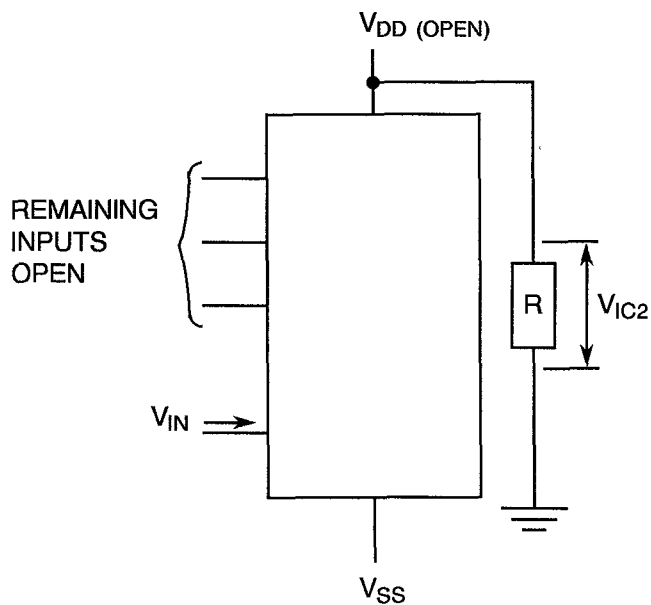 VDD (OPEN)
REMAINING
INPUTS
OPEN
R
VIC2
VIN
VSS